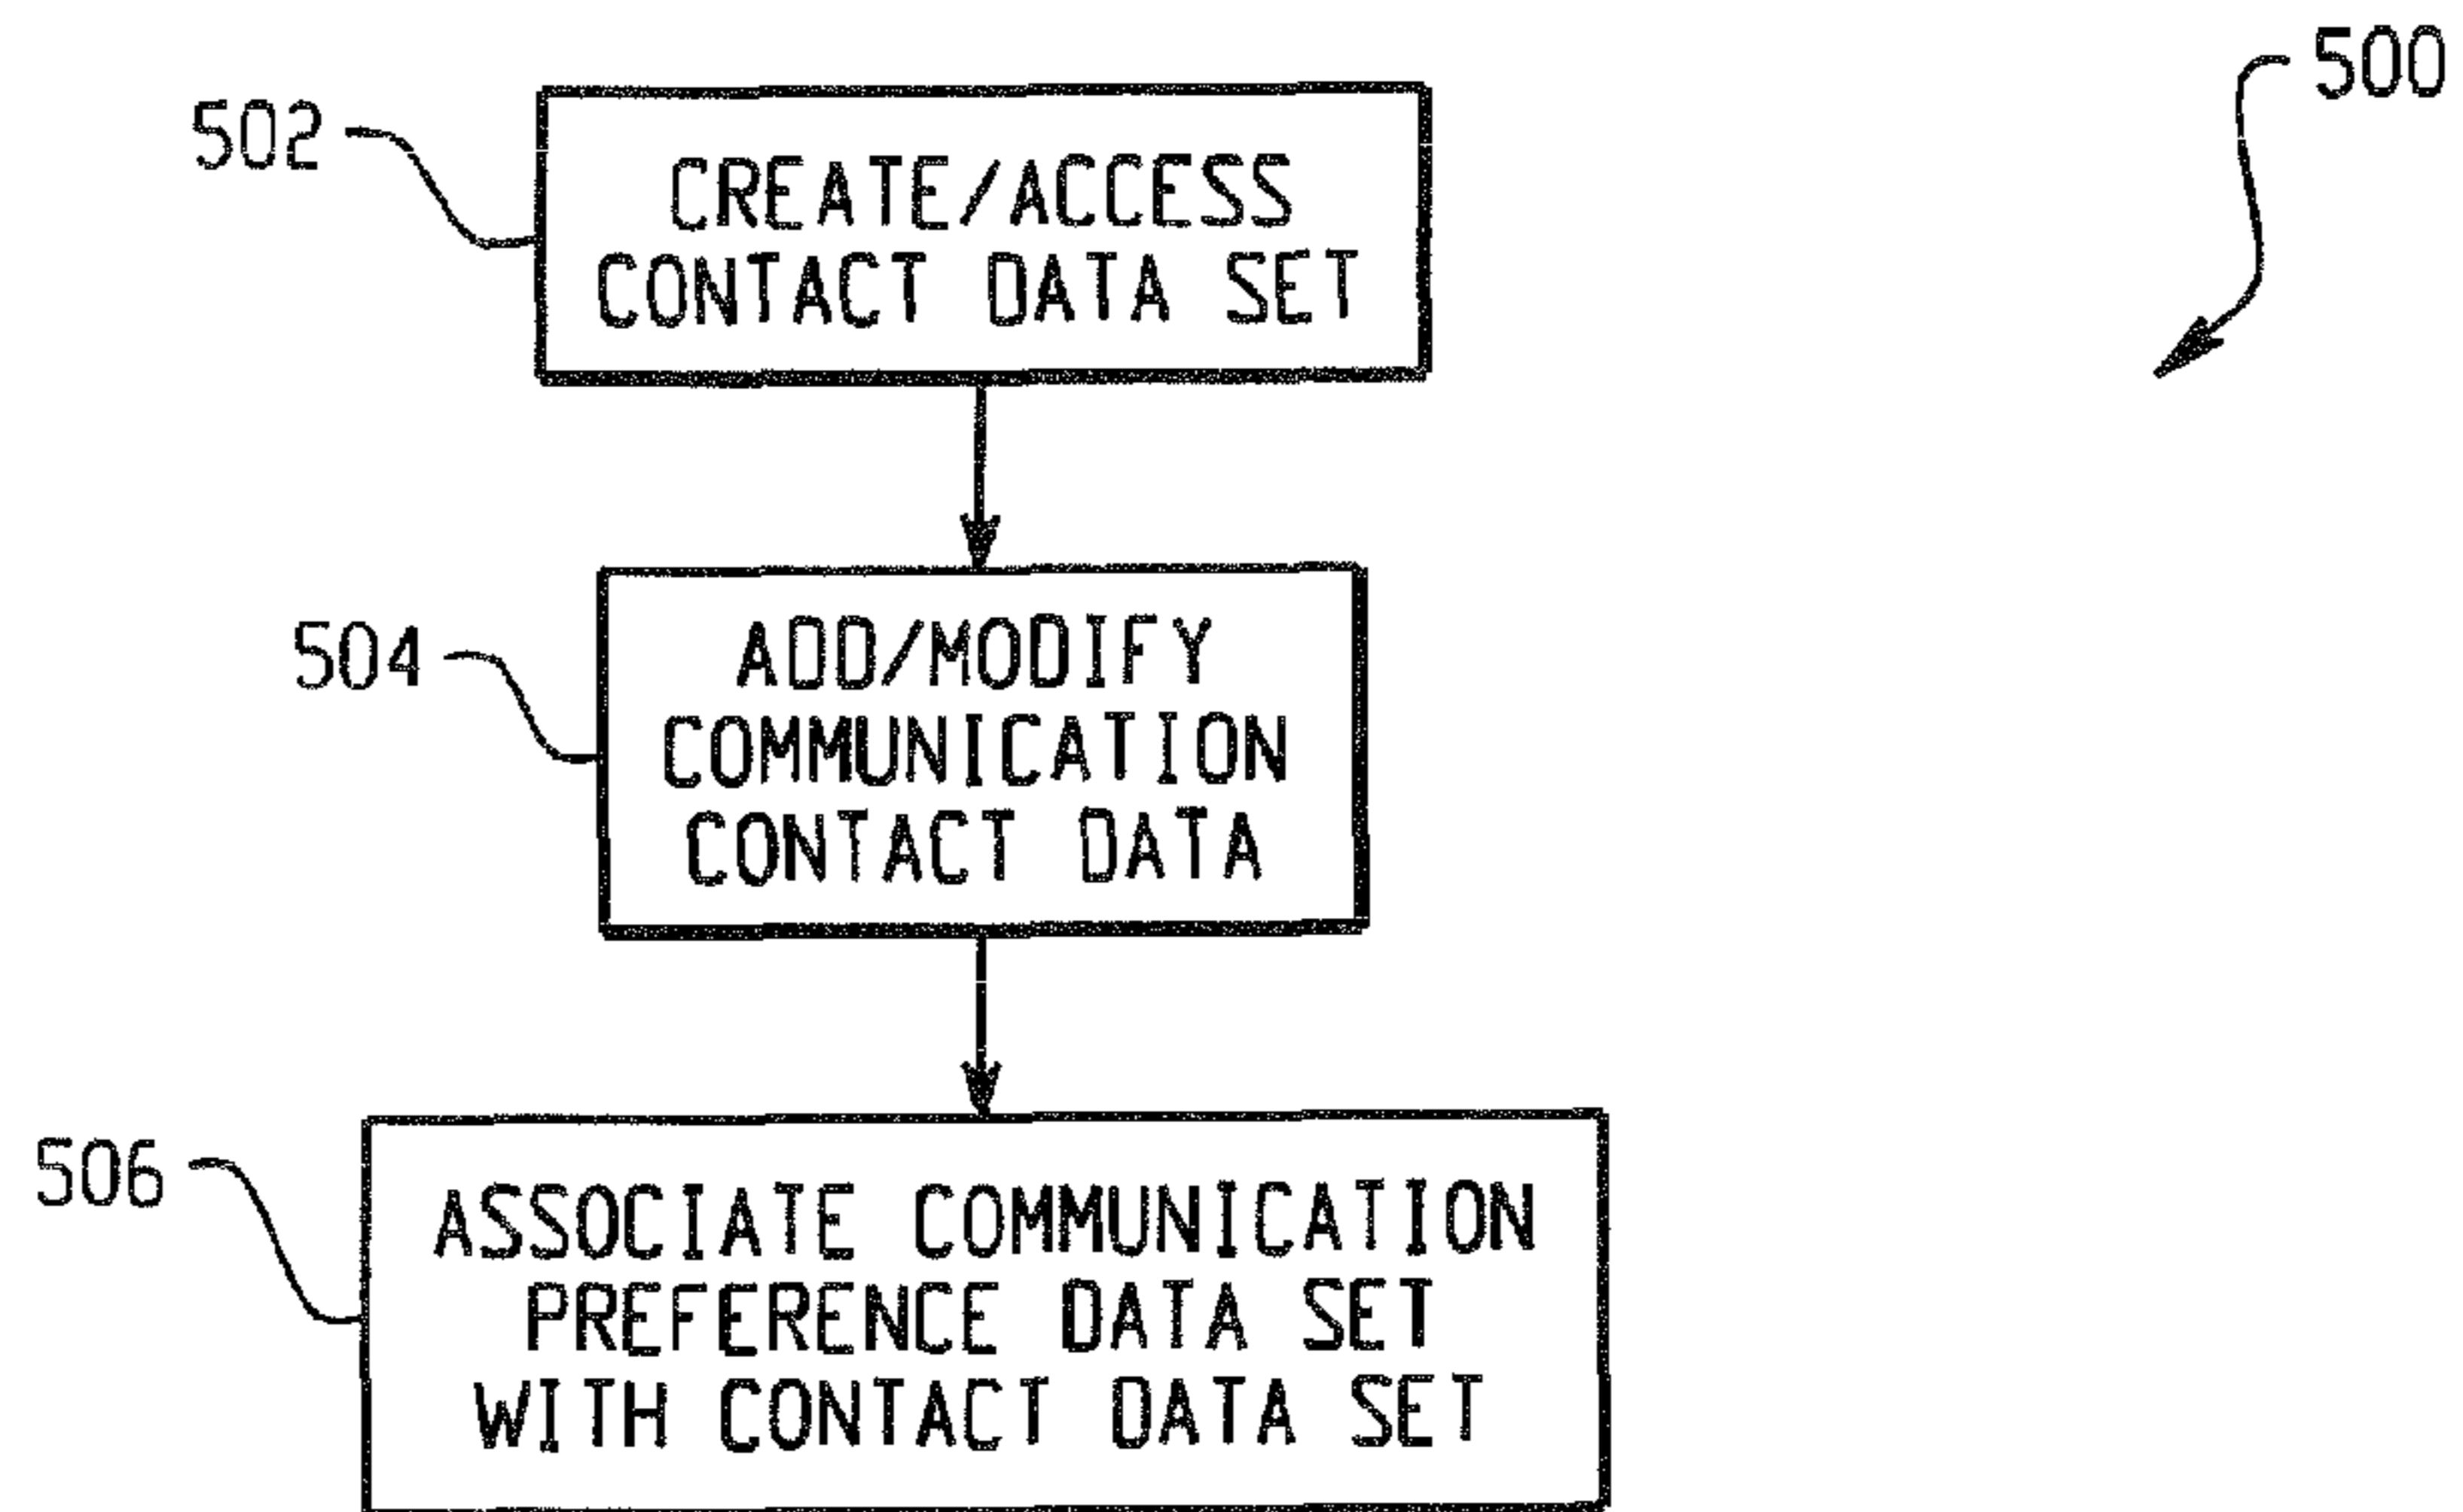 500
502
CREATE/ACCESS
CONTACT DATA SET
504
ADD/MODIFY
COMMUNICATION
CONTACT DATA
506
ASSOCIATE COMMUNICATION
PREFERENCE DATA SET
WITH CONTACT DATA SET